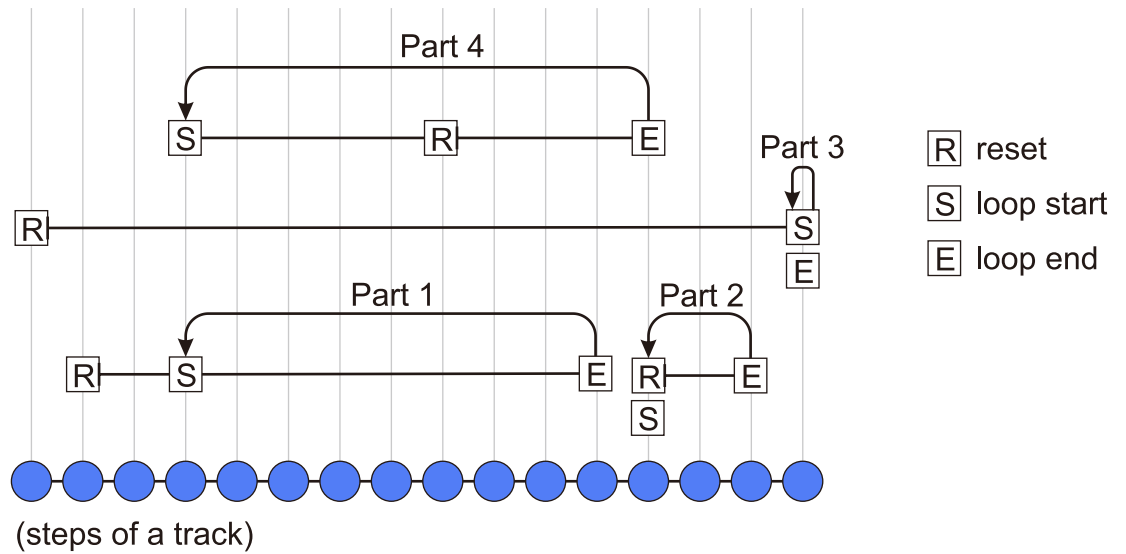 Part 4
S R E
Part 3
R reset
S loop start
E loop end
R S
E
Part 1
Part 2
R S E R E
S
(steps of a track)